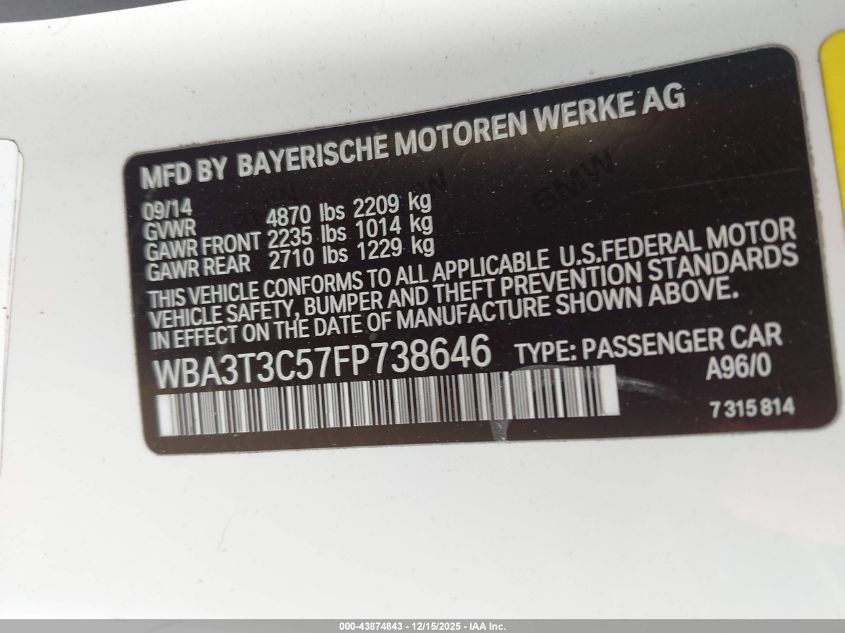 MFD BY BAYERISCHE MOTOREN WERKE AG
09/14
GVWR 4870 lbs 2209 kg
GAWR FRONT 2235 lbs 1014 kg
GAWR REAR 2710 lbs 1229 kg
THIS VEHICLE CONFORMS TO ALL APPLICABLE U.S.FEDERAL MOTOR
VEHICLE SAFETY, BUMPER AND THEFT PREVENTION STANDARDS
IN EFFECT ON THE DATE OF MANUFACTURE SHOWN ABOVE.
WBA3T3C57FP738646 TYPE: PASSENGER CAR
A96/0
7 315 814
000-43874843 - 12/15/2025 - IAA Inc.